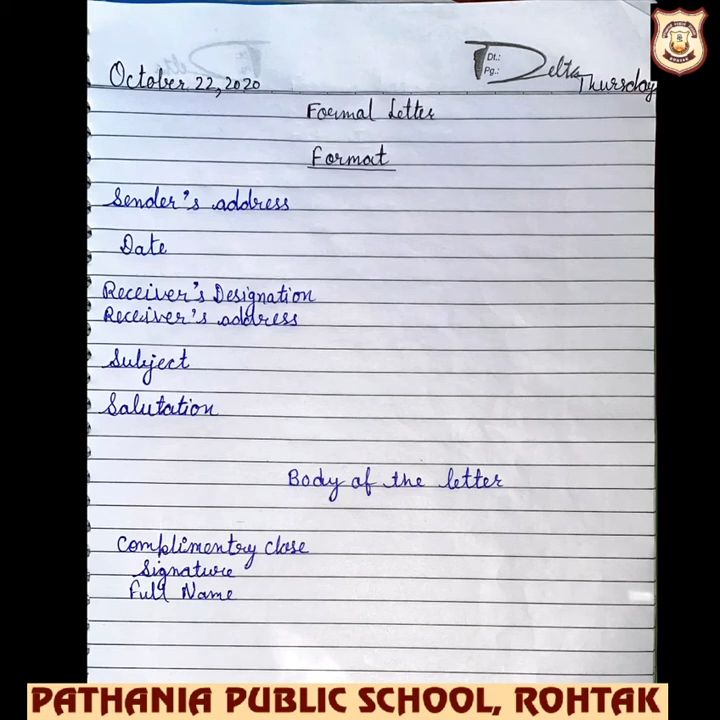 Dt.:
Pg.:
Delta
October 22, 2020
Thursday
Formal Letter
Format
Sender's address
Date
Receiver's Designation
Receiver's address
Subject
Salutation
Body of the letter
Complimentry close
Signature
Full Name
PATHANIA PUBLIC SCHOOL, ROHTAK